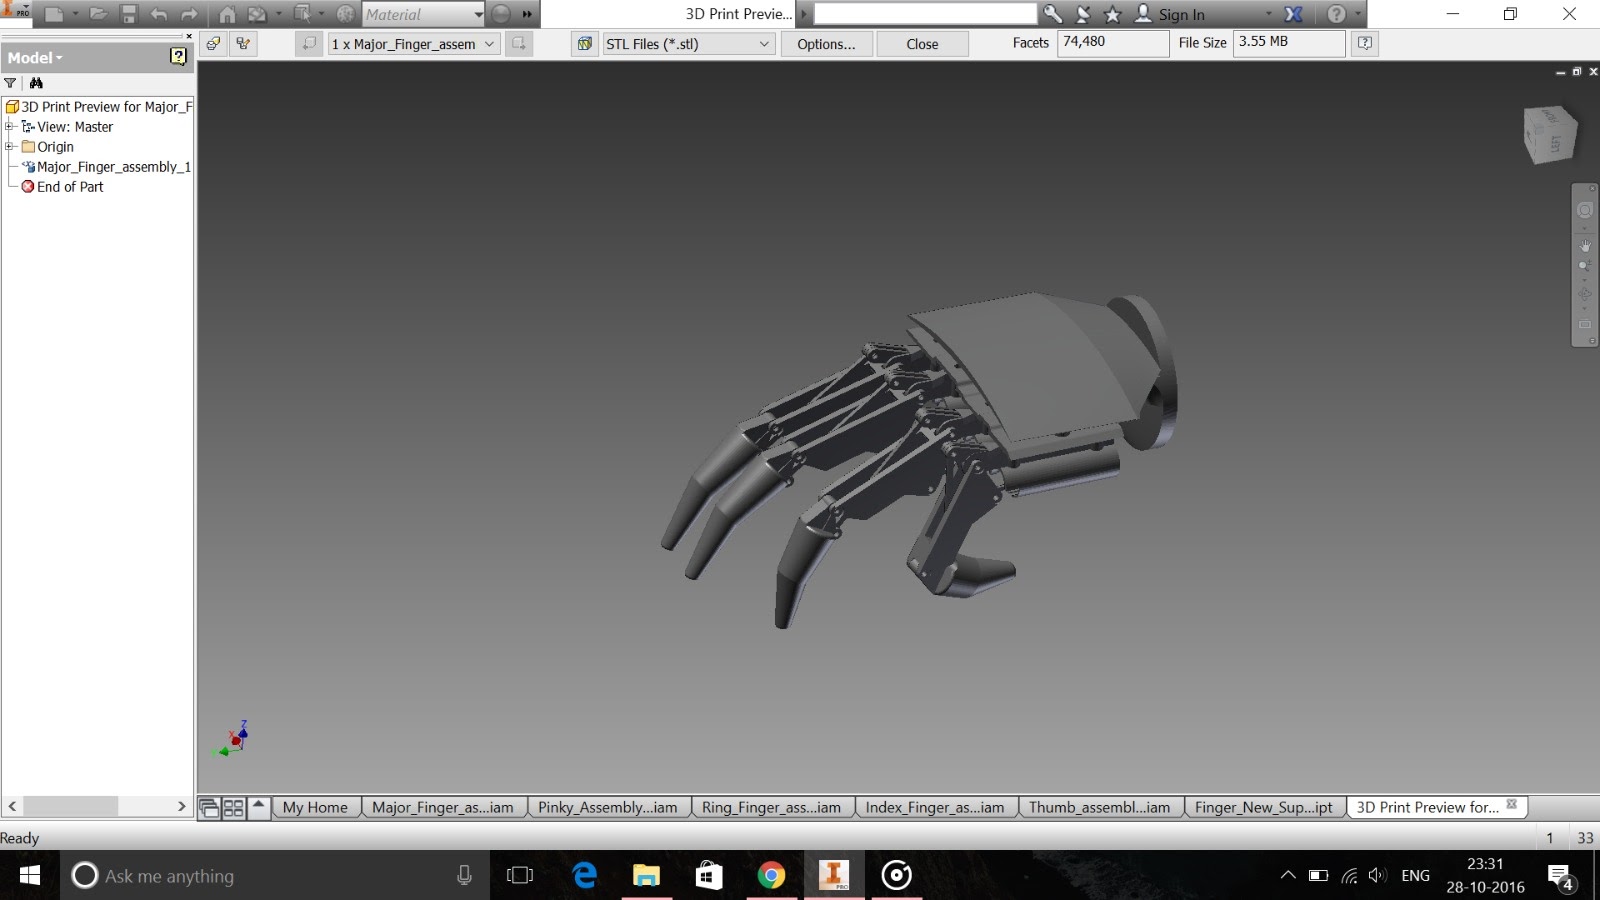 PRO
Material
3D Print Previe...
Sign In
1 x Major_Finger_assem
STL Files (*.stl)
Options...
Close
Facets
74,480
File Size
3.55 MB
Model
3D Print Preview for Major_F
View: Master
Origin
Major_Finger_assembly_1
End of Part
LEFT
Z
X
My Home
Major_Finger_as...iam
Pinky_Assembly...iam
Ring_Finger_ass...iam
Index_Finger_as...iam
Thumb_assembl...iam
Finger_New_Sup...ipt
3D Print Preview for...
Ready
1
33
Ask me anything
PRO
ENG
23:31
28-10-2016
4